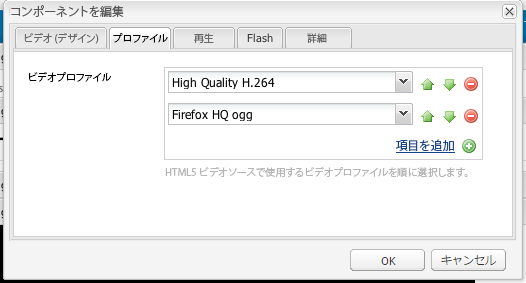 コンポーネントを編集
ビデオ (デザイン) プロファイル 再生 Flash 詳細
ビデオプロファイル
High Quality H.264
Firefox HQ ogg
項目を追加
HTML5 ビデオソースで使用するビデオプロファイルを順に選択します。
OK キャンセル